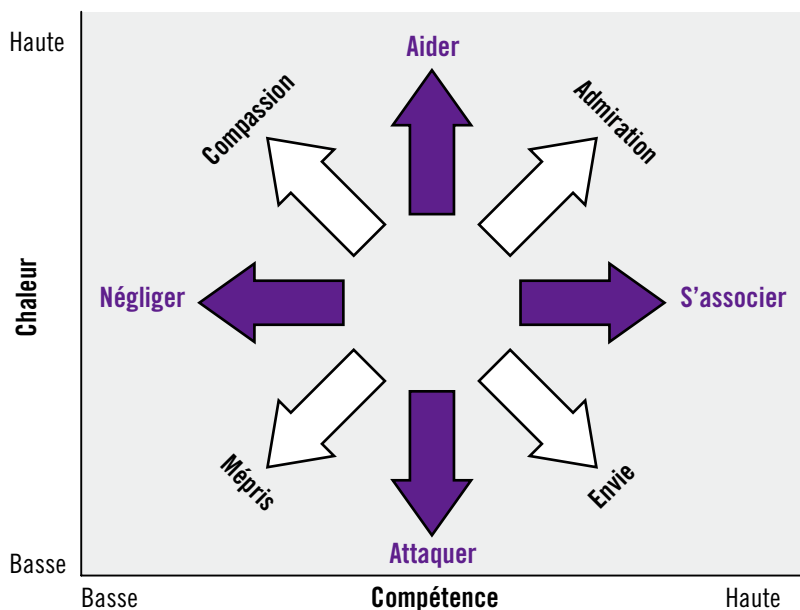 Haute
Aider
Compassion
Admiration
Chaleur
Négliger
S’associer
Mépris
Envie
Attaquer
Basse
Basse
Compétence
Haute